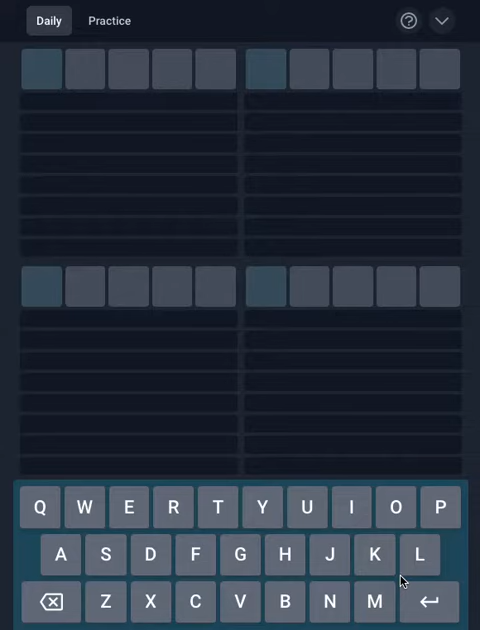 Daily Practice ?
Q W E R T Y U I O P
A S D F G H J K L
Z X C V B N M